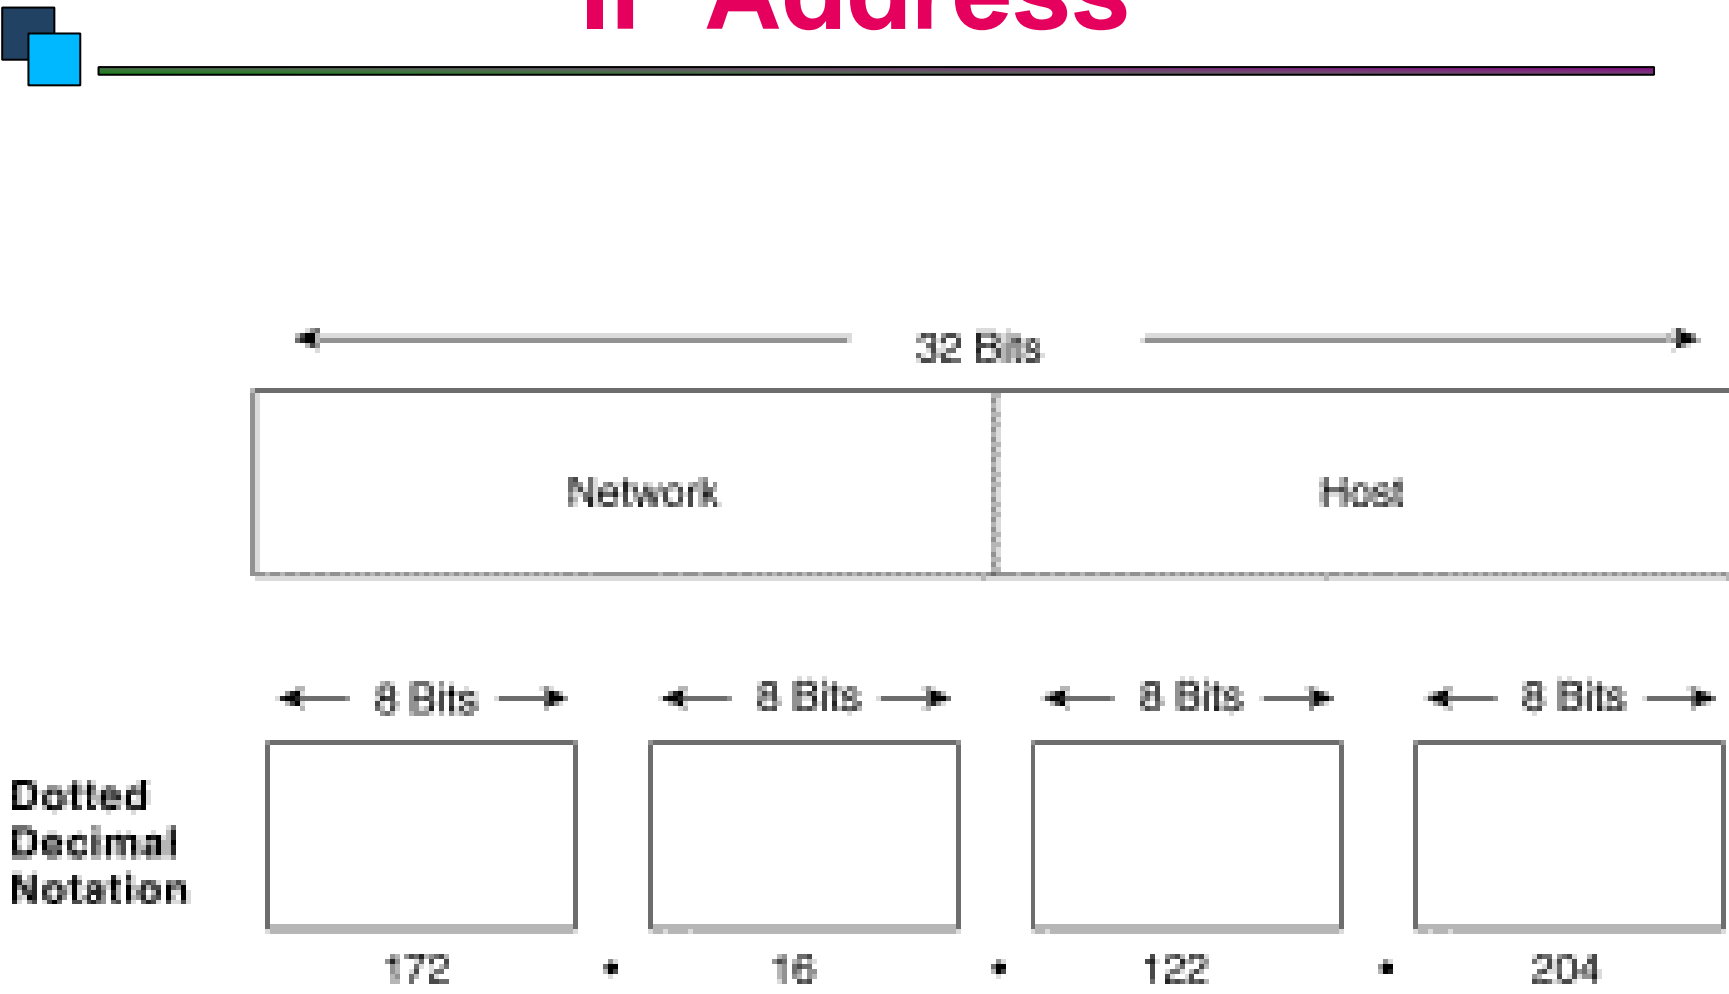 IP Address
32 Bits
Network Host
8 Bits 8 Bits 8 Bits 8 Bits
Dotted
Decimal
Notation
172 • 16 • 122 • 204